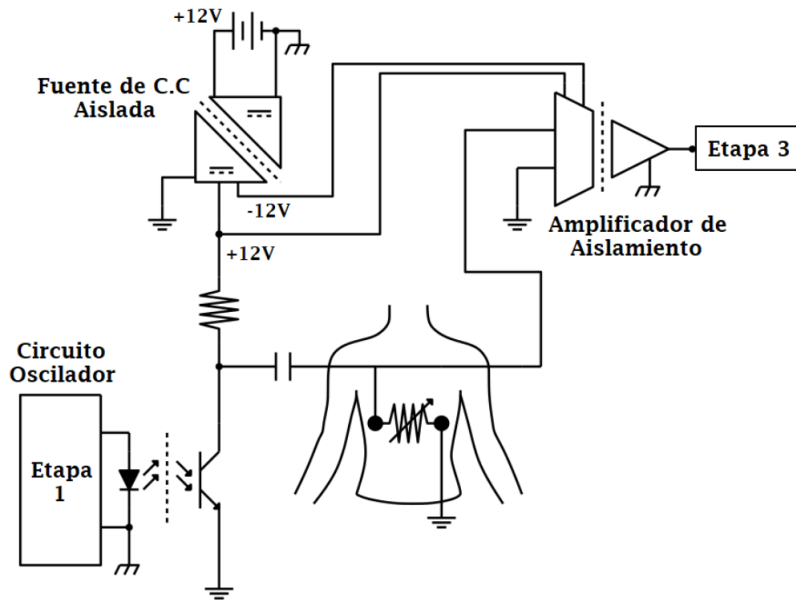 +12V
Fuente de C.C
Aislada
-12V
+12V
Etapa 3
Amplificador de
Aislamiento
Circuito
Oscilador
Etapa
1